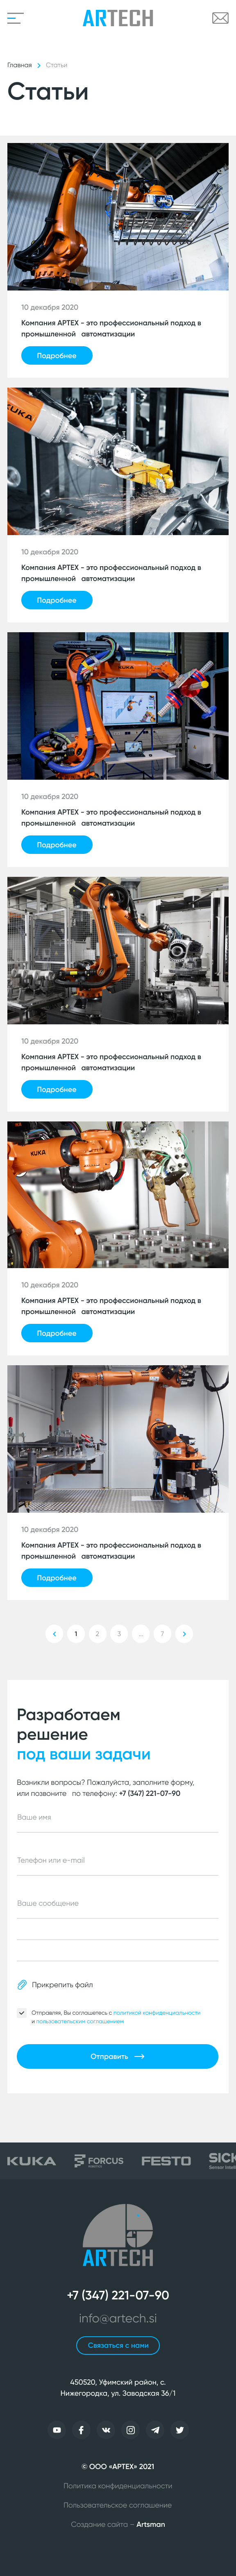 ARTECH
Главная
Статьи
Статьи
10 декабря 2020
Компания АРТЕХ - это профессиональный подход в
промышленной автоматизации
Подробнее
KUKA
10 декабря 2020
Компания АРТЕХ - это профессиональный подход в
промышленной автоматизации
Подробнее
KUKA
10 декабря 2020
Компания АРТЕХ - это профессиональный подход в
промышленной автоматизации
Подробнее
10 декабря 2020
Компания АРТЕХ - это профессиональный подход в
промышленной автоматизации
Подробнее
KUKA
10 декабря 2020
Компания АРТЕХ - это профессиональный подход в
промышленной автоматизации
Подробнее
10 декабря 2020
Компания АРТЕХ - это профессиональный подход в
промышленной автоматизации
Подробнее
1 2 3 ... 7
Разработаем
решение
под ваши задачи
Возникли вопросы? Пожалуйста, заполните форму,
или позвоните по телефону: +7 (347) 221-07-90
Ваше имя
Телефон или e-mail
Ваше сообщение
Прикрепить файл
Отправляя, Вы соглашаетесь с политикой конфиденциальности
и пользовательским соглашением
Отправить
KUKA FORCUS FESTO SICK
Sensor Intelli
ARTECH
+7 (347) 221-07-90
info@artech.si
Связаться с нами
450520, Уфимский район, с.
Нижегородка, ул. Заводская 36/1
© ООО «АРТЕХ» 2021
Политика конфиденциальности
Пользовательское соглашение
Создание сайта – Artsman